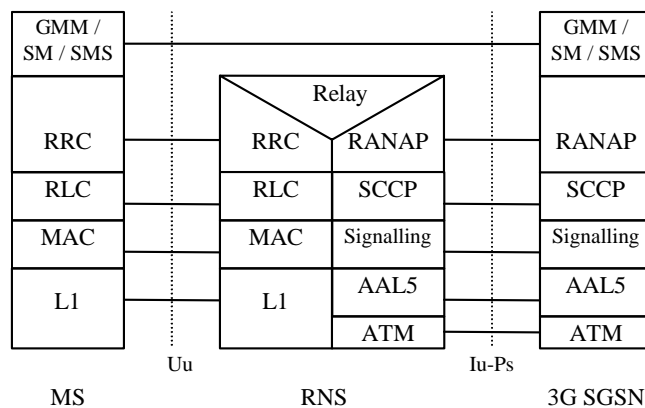 GMM /
SM / SMS
GMM /
SM / SMS
Relay
RRC
RRC
RANAP
RANAP
RLC
RLC
SCCP
SCCP
MAC
MAC
Signalling
Signalling
L1
L1
AAL5
AAL5
ATM
ATM
Uu
Iu-Ps
MS
RNS
3G SGSN